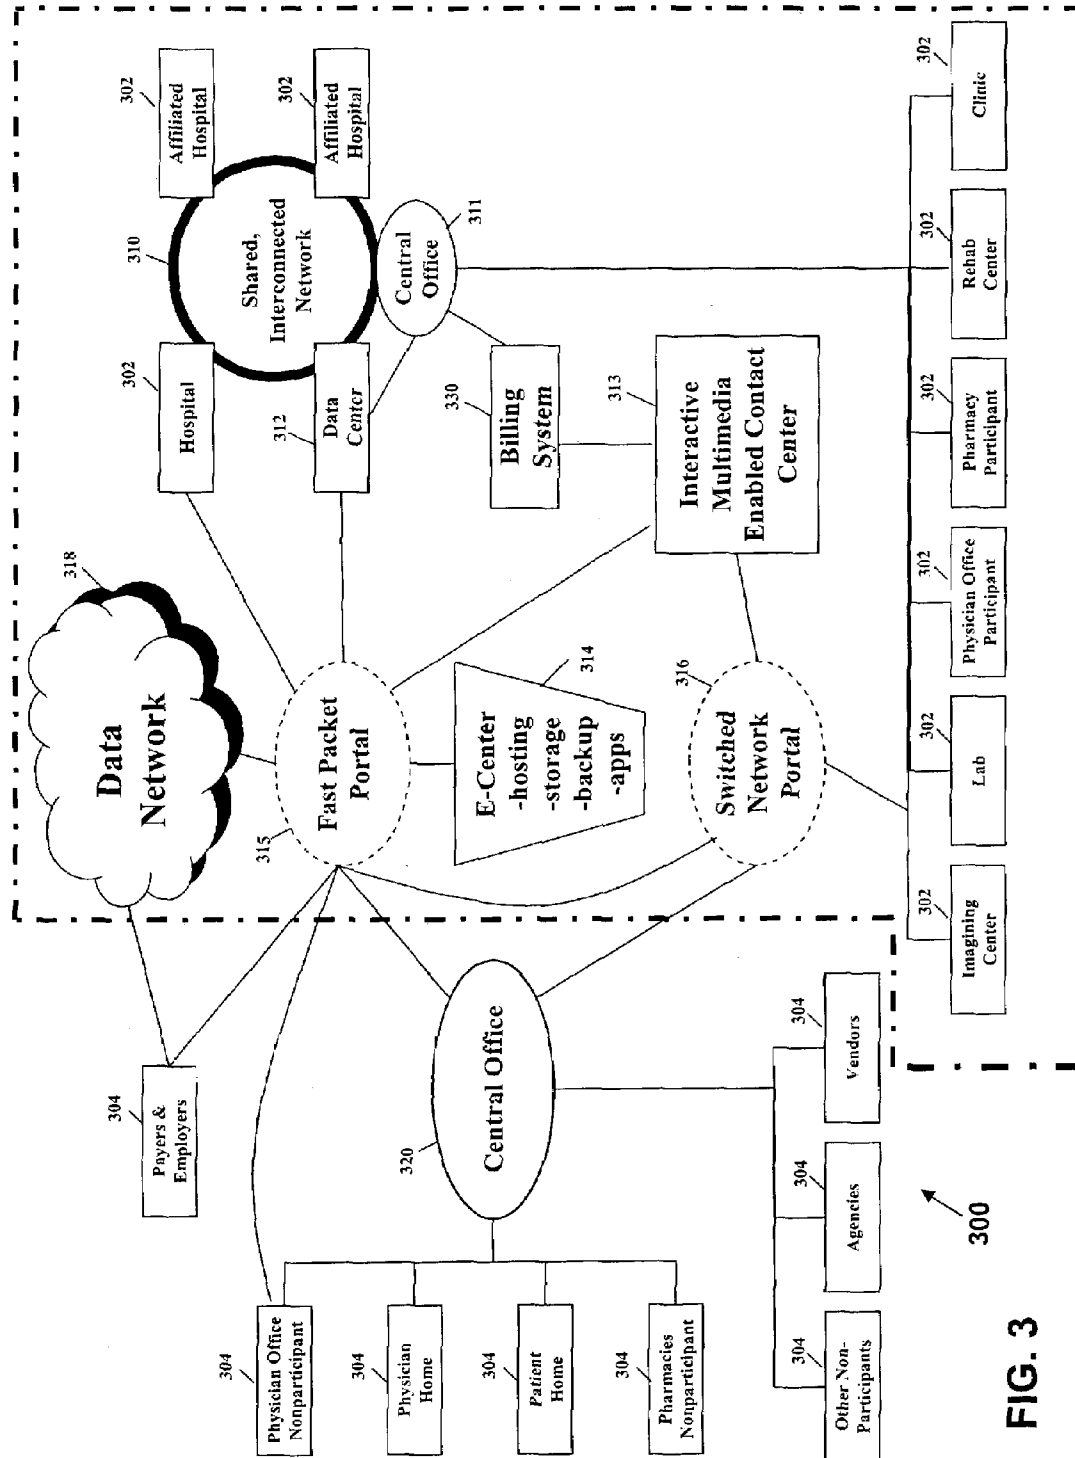 Data
Network
318
304
Payers &
Employers
302
Hospital
310
302
Affiliated
Hospital
304
Physician Office
Nonparticipant
315
Fast Packet
Portal
312
Data
Center
Shared,
Interconnected
Network
302
Affiliated
Hospital
304
Physician
Home
320
Central Office
Central
Office
311
304
Patient
Home
E-Center
-hosting
-storage
-backup
-apps
314
330
Billing
System
304
Pharmacies
Nonparticipant
Switched
Network
Portal
316
313
Interactive
Multimedia
Enabled Contact
Center
304
Other Non-
Participants
304
Agencies
304
Vendors
300
302
Imagining
Center
302
Lab
302
Physician Office
Participant
302
Pharmacy
Participant
302
Rehab
Center
302
Clinic
FIG. 3